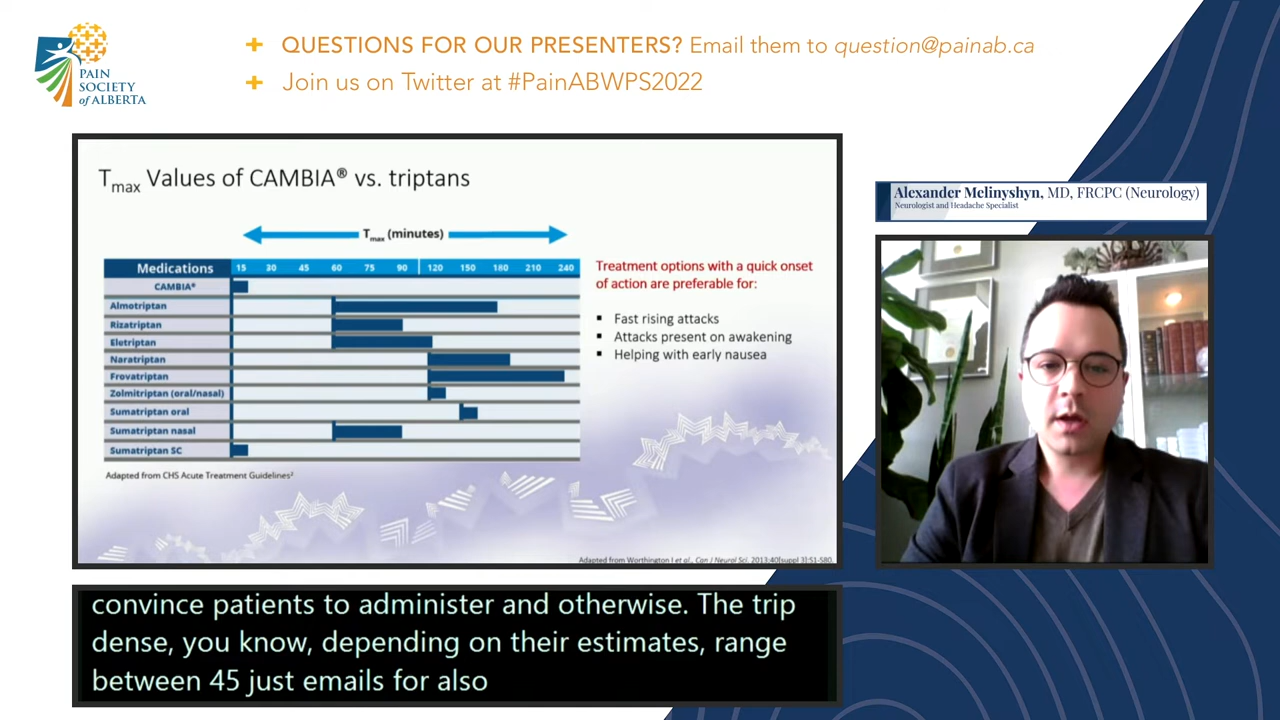 PAIN
SOCIETY
of ALBERTA
+ QUESTIONS FOR OUR PRESENTERS? Email them to question@painab.ca
+ Join us on Twitter at #PainABWPS2022
Tmax Values of CAMBIA® vs. triptans
Tmax (minutes)
Medications 15 30 45 60 75 90 120 150 180 210 240
CAMBIA®
Almotriptan
Rizatriptan
Eletriptan
Naratriptan
Frovatriptan
Zolmitriptan (oral/nasal)
Sumatriptan oral
Sumatriptan nasal
Sumatriptan SC
Adapted from CHS Acute Treatment Guidelines²
Treatment options with a quick onset
of action are preferable for:
▪ Fast rising attacks
▪ Attacks present on awakening
▪ Helping with early nausea
Adapted from Worthington I et al., Can J Neurol Sci. 2013;40(suppl 3):S1-S80.
Alexander Melinyshyn, MD, FRCPC (Neurology)
Neurologist and Headache Specialist
convince patients to administer and otherwise. The trip
dense, you know, depending on their estimates, range
between 45 just emails for also